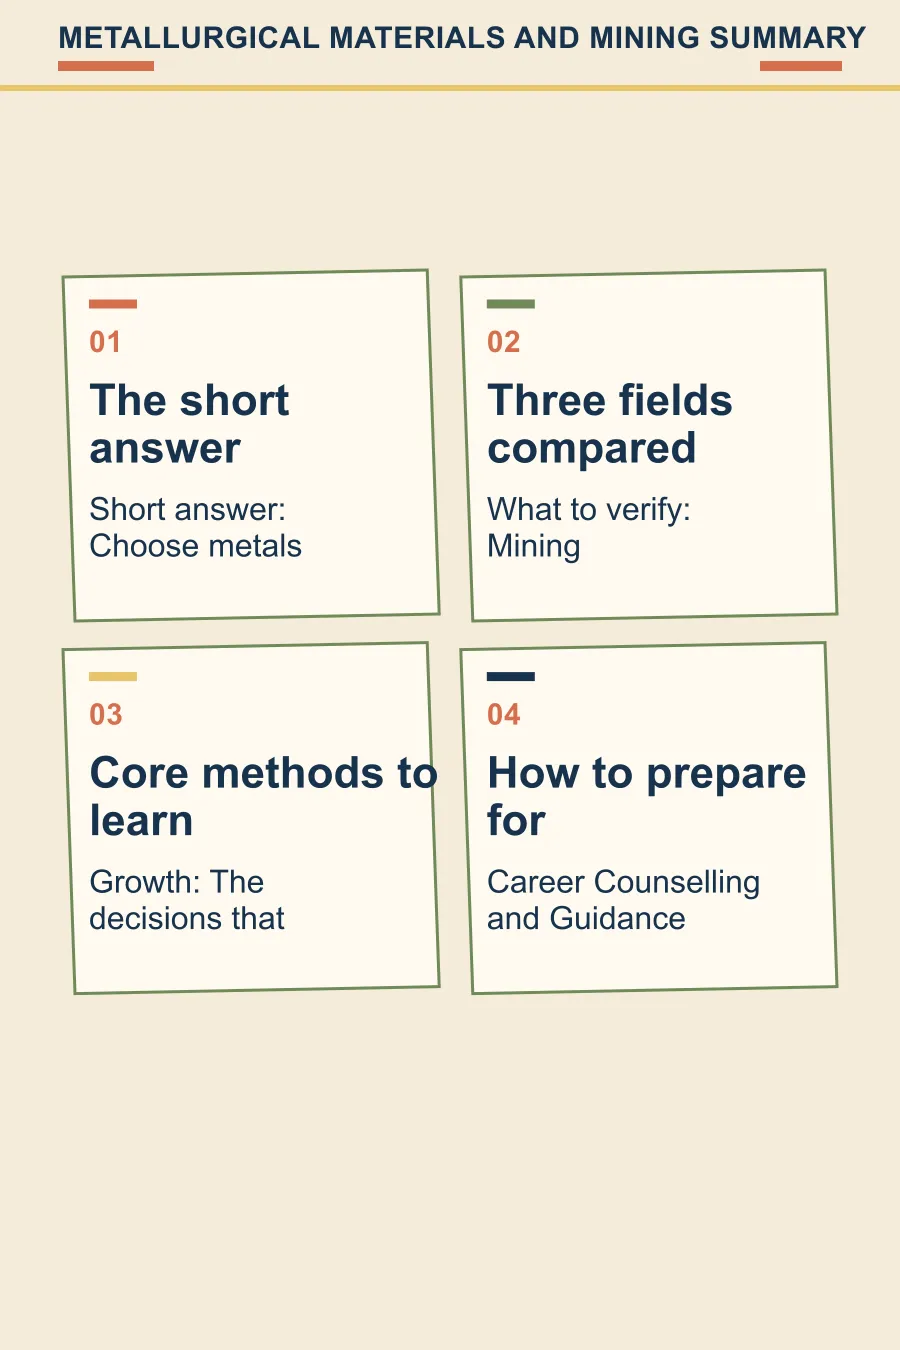 METALLURGICAL MATERIALS AND MINING SUMMARY
01
The short
answer
Short answer:
Choose metals
02
Three fields
compared
What to verify:
Mining
03
Core methods to
learn
Growth: The
decisions that
04
How to prepare
for
Career Counselling
and Guidance